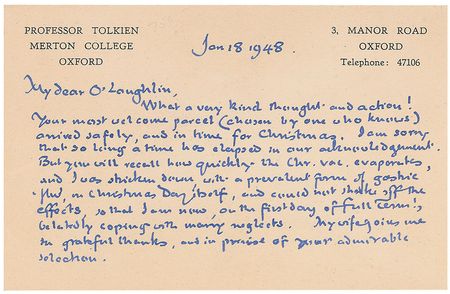 PROFESSOR TOLKIEN
MERTON COLLEGE
OXFORD
3, MANOR ROAD
OXFORD
Telephone: 47106
Jan 18 1948.
My dear O'Laughlin,
What a very kind thought and action!
Your most welcome parcel (chosen by one who knows)
arrived safely, and in time for Christmas. I am sorry
that so long a time has elapsed in our acknowledgement.
But you will recall how quickly the Chr. vac. evaporates,
and I was stricken down with a prevalent form of gastric
'flu', on Christmas Day itself, and could not shake off the
effects, so that I am now, on the first day of full term!,
belatedly coping with many neglects. My wife joins me
in grateful thanks, and in praise of your admirable
selection.